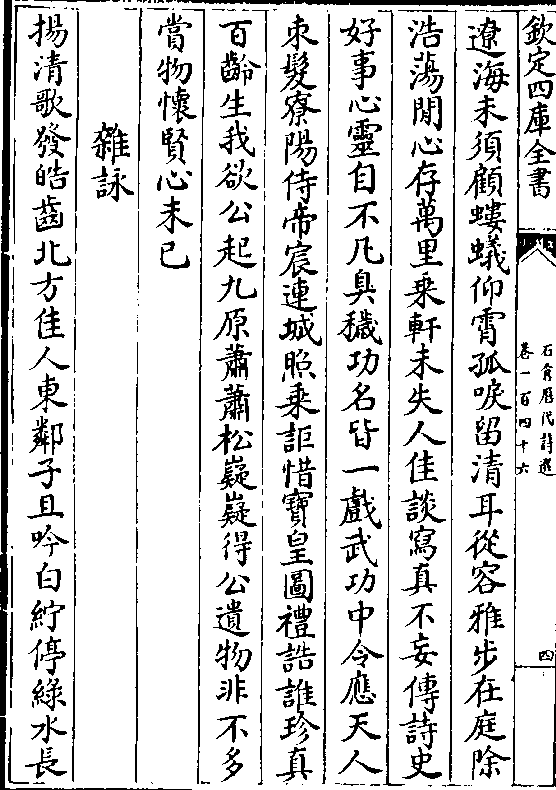 欽定四庫全書
石倉歷代詩選
卷一百四十六
四
遼海未須顧螻蟻仰霄孤唳留清耳從容雅步在庭除
浩蕩閒心存萬里乗軒未失人佳談寫真不妄傳詩史
好事心靈自不凡臭穢功名皆一戲武功中令應天人
束髮寮陽侍帝宸連城照乗詎惜寶皇圖禮誥誰珍真
百齡生我欲公起九原蕭蕭松嶷嶷得公遺物非不多
嘗物懷賢心未已
雜詠
揚清歌發皓齒北方佳人東鄰子且吟白紵停綠水長